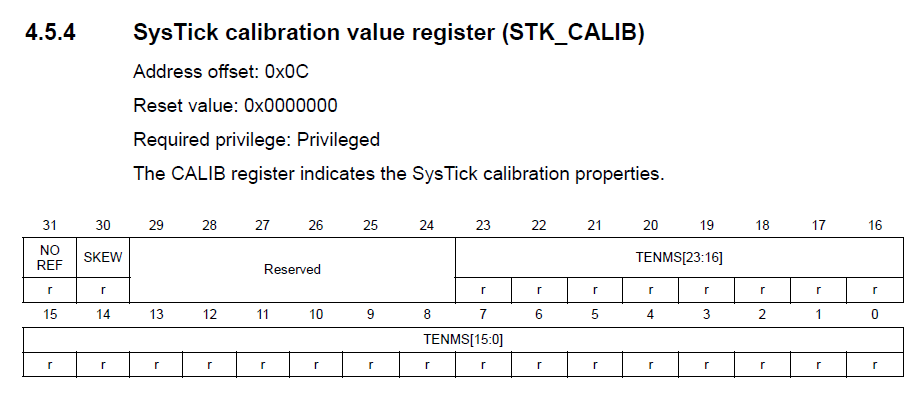 4.5.4 SysTick calibration value register (STK_CALIB)
Address offset: 0x0C
Reset value: 0x0000000
Required privilege: Privileged
The CALIB register indicates the SysTick calibration properties.
31 30 29 28 27 26 25 24 23 22 21 20 19 18 17 16
NO REF SKEW Reserved TENMS[23:16]
r r r r r r r r r r
15 14 13 12 11 10 9 8 7 6 5 4 3 2 1 0
TENMS[15:0]
r r r r r r r r r r r r r r r r